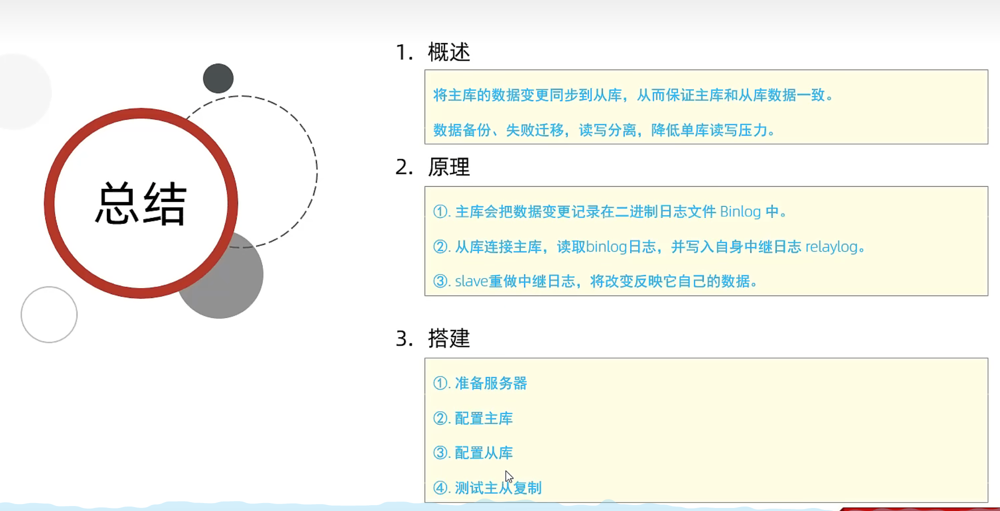 总结
1. 概述
将主库的数据变更同步到从库，从而保证主库和从库数据一致。
数据备份、失败迁移，读写分离，降低单库读写压力。
2. 原理
①. 主库会把数据变更记录在二进制日志文件 Binlog 中。
②. 从库连接主库，读取binlog日志，并写入自身中继日志 relaylog。
③. slave重做中继日志，将改变反映它自己的数据。
3. 搭建
①. 准备服务器
②. 配置主库
③. 配置从库
④. 测试主从复制